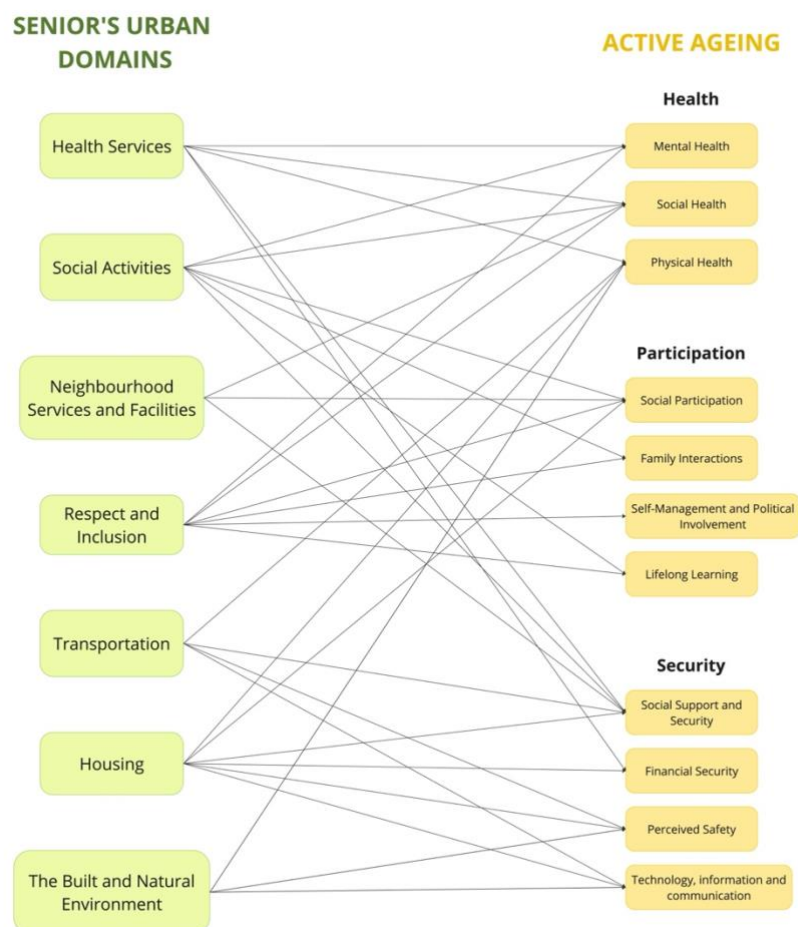 SENIOR'S URBAN
DOMAINS
Health Services
Social Activities
Neighbourhood
Services and Facilities
Respect and
Inclusion
Transportation
Housing
The Built and Natural
Environment
ACTIVE AGEING
Health
Mental Health
Social Health
Physical Health
Participation
Social Participation
Family Interactions
Self-Management and Political
Involvement
Lifelong Learning
Security
Social Support and
Security
Financial Security
Perceived Safety
Technology, information and
communication